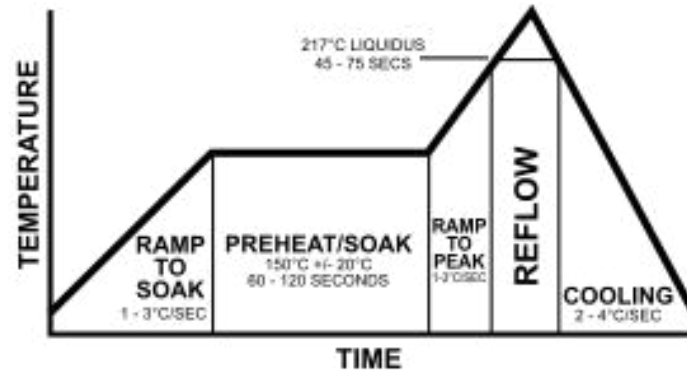 217°C LIQUIDUS
45 - 75 SECS
TEMPERATURE
RAMP
TO
SOAK
1 - 3°C/SEC
PREHEAT/SOAK
150°C +/- 20°C
60 - 120 SECONDS
RAMP
TO
PEAK
1-3°C/SEC
REFLOW
COOLING
2 - 4°C/SEC
TIME